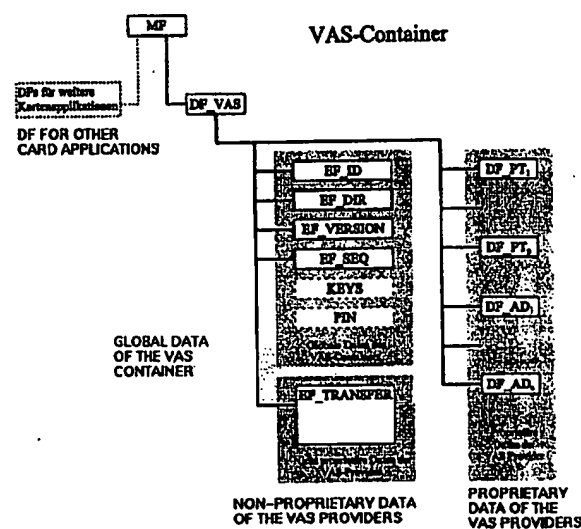 VAS-Container
MF
DFs für weitere
Kartenapplikationen
DF_VAS
DF FOR OTHER
CARD APPLICATIONS
EF_ID
EF_DIR
EF_VERSION
EF_SEQ
KEYS
PIN
DF_PT₁
DF_PT
DF_AD₁
DF_AD
GLOBAL DATA
OF THE VAS
CONTAINER
EF_TRANSFER
NON-PROPRIETARY DATA
OF THE VAS PROVIDERS
PROPRIETARY
DATA OF THE
VAS PROVIDERS